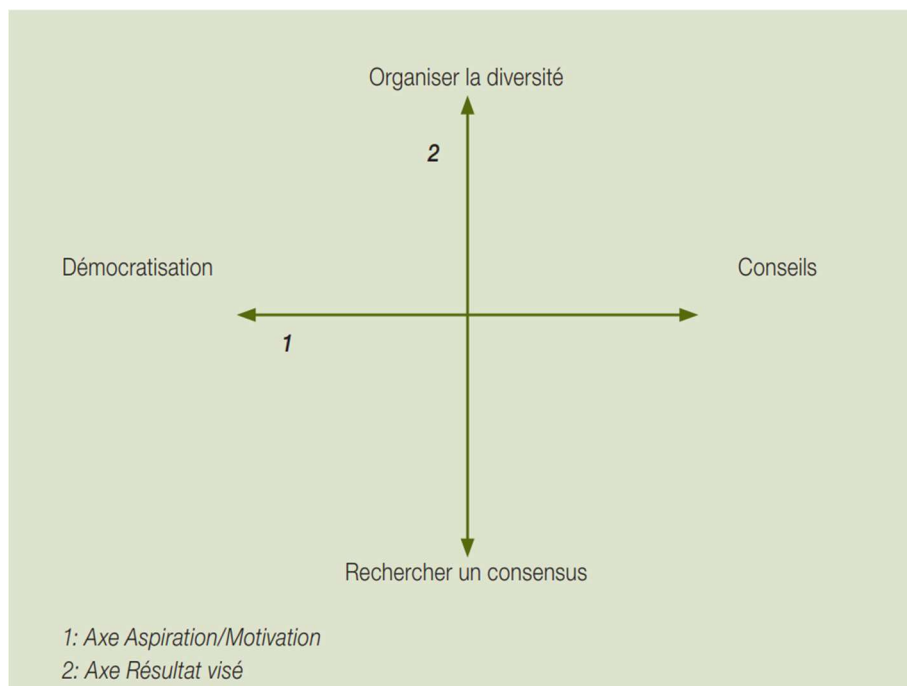 Organiser la diversité
2
Démocratisation
Conseils
1
Rechercher un consensus
1: Axe Aspiration/Motivation
2: Axe Résultat visé